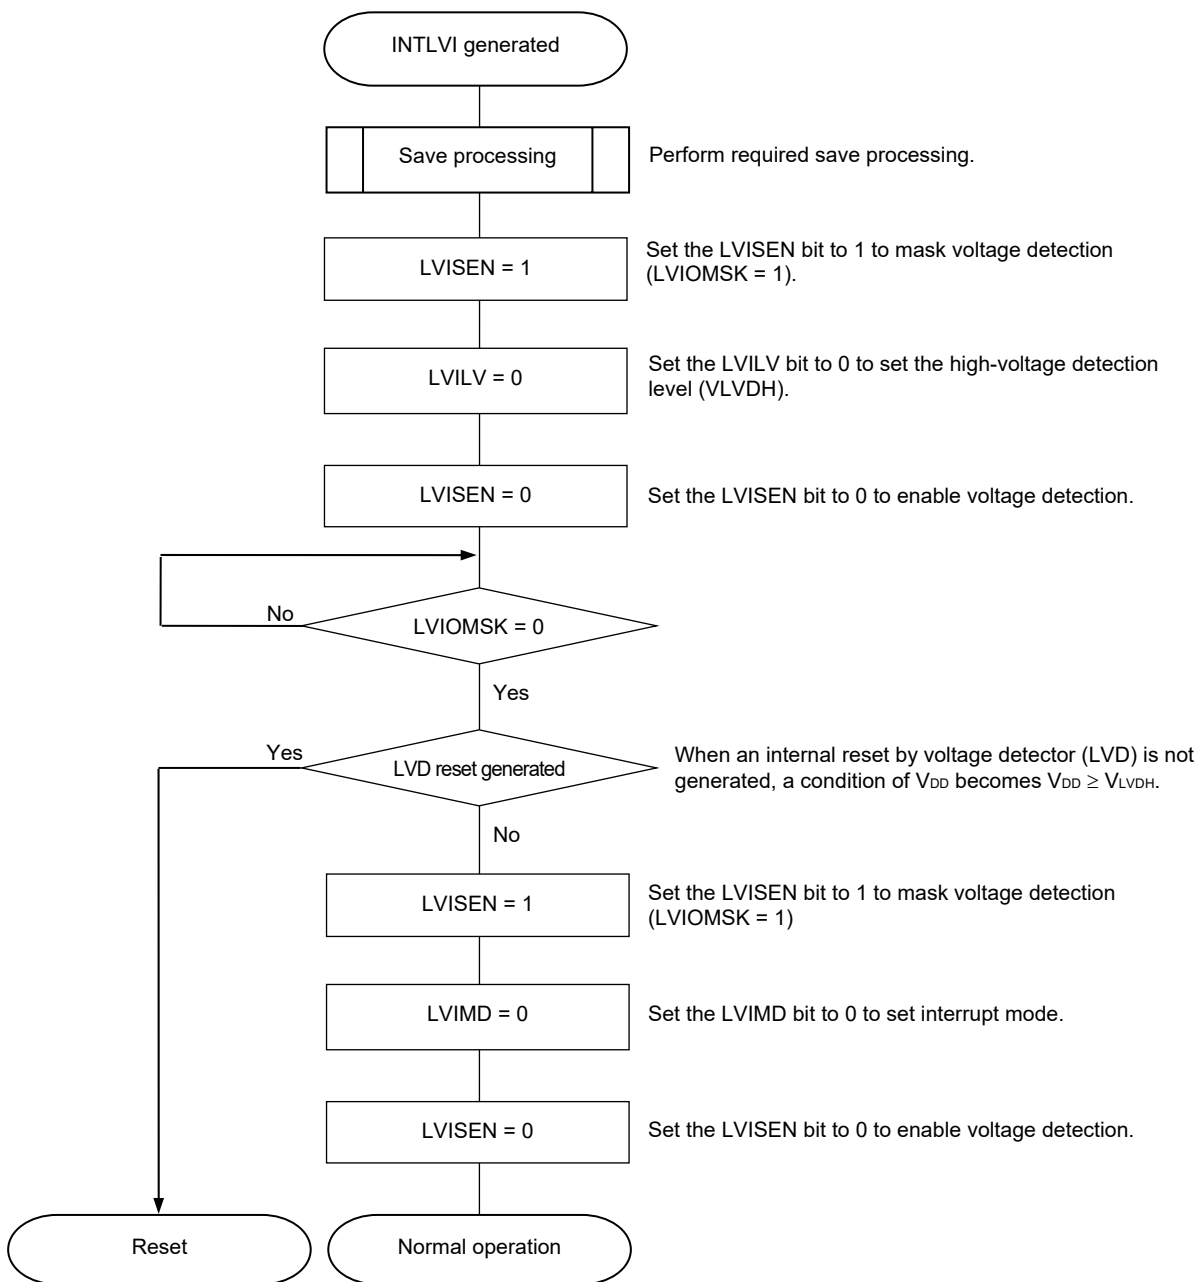 INTLVI generated
Save processing
Perform required save processing.
LVISEN = 1
Set the LVISEN bit to 1 to mask voltage detection
(LVIOMSK = 1).
LVILV = 0
Set the LVILV bit to 0 to set the high-voltage detection
level (VLVDH).
LVISEN = 0
Set the LVISEN bit to 0 to enable voltage detection.
No
LVIOMSK = 0
Yes
Yes
LVD reset generated
When an internal reset by voltage detector (LVD) is not
generated, a condition of VDD becomes VDD ≥ VLVDH.
No
LVISEN = 1
Set the LVISEN bit to 1 to mask voltage detection
(LVIOMSK = 1)
LVIMD = 0
Set the LVIMD bit to 0 to set interrupt mode.
LVISEN = 0
Set the LVISEN bit to 0 to enable voltage detection.
Reset
Normal operation